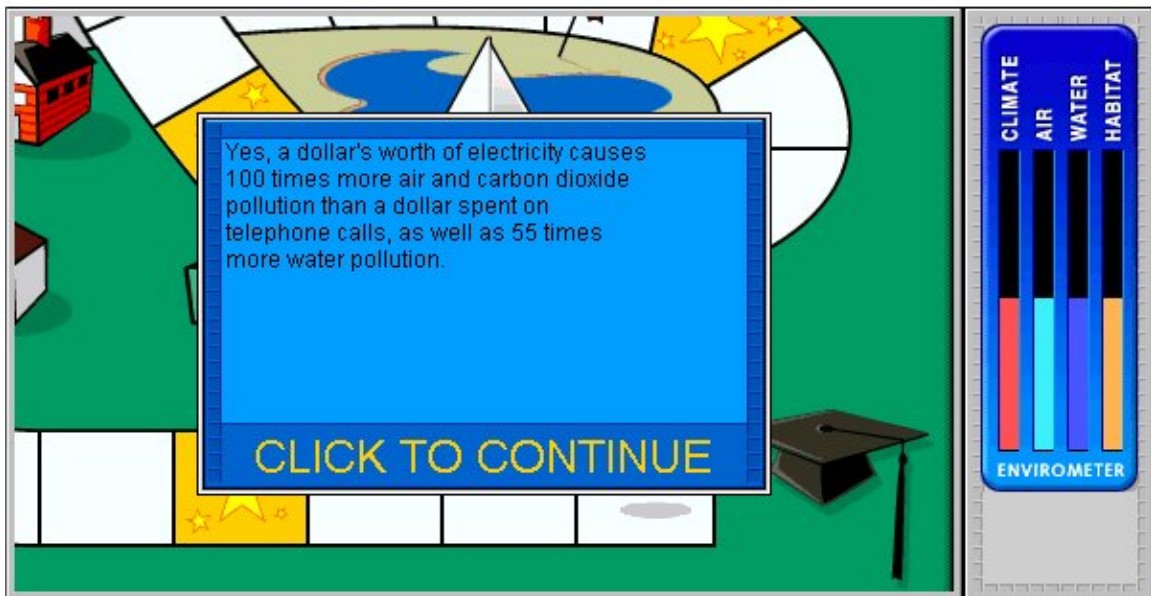 Yes, a dollar's worth of electricity causes
100 times more air and carbon dioxide
pollution than a dollar spent on
telephone calls, as well as 55 times
more water pollution.
CLICK TO CONTINUE
CLIMATE
AIR
WATER
HABITAT
ENVIROMETER